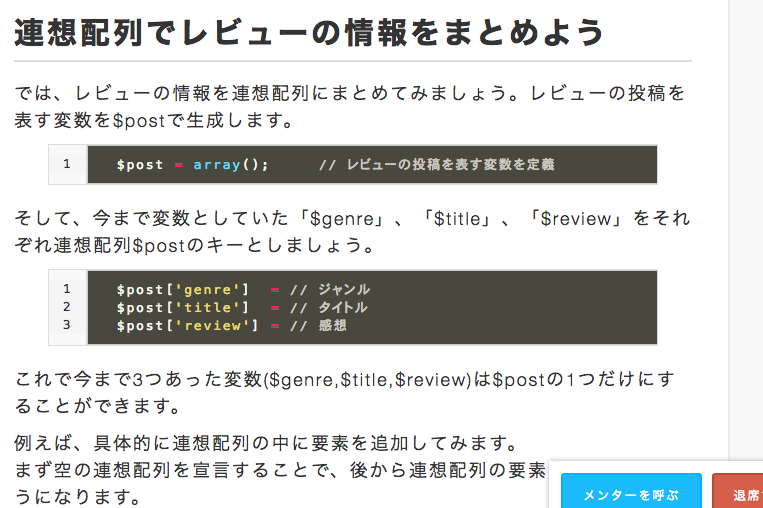 連想配列でレビューの情報をまとめよう
では、レビューの情報を連想配列にまとめてみましょう。レビューの投稿を
表す変数を$postで生成します。
1 $post = array(); // レビューの投稿を表す変数を定義
そして、今まで変数としていた「$genre」、「$title」、「$review」をそれ
ぞれ連想配列$postのキーとしましょう。
1 $post['genre'] = // ジャンル
2 $post['title'] = // タイトル
3 $post['review'] = // 感想
これで今まで3つあった変数($genre,$title,$review)は$postの1つだけにす
ることができます。
例えば、具体的に連想配列の中に要素を追加してみます。
まず空の連想配列を宣言することで、後から連想配列の要素
うになります。
メンターを呼ぶ
退席